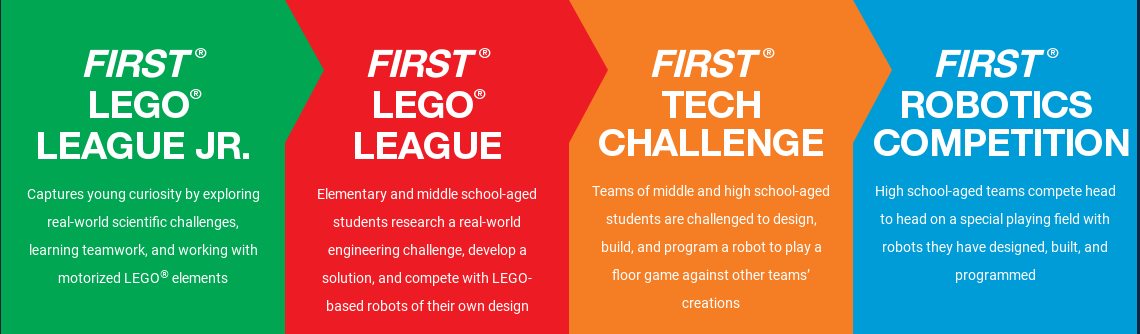 FIRST®
LEGO®
LEAGUE JR.
Captures young curiosity by exploring
real-world scientific challenges,
learning teamwork, and working with
motorized LEGO® elements
FIRST®
LEGO®
LEAGUE
Elementary and middle school-aged
students research a real-world
engineering challenge, develop a
solution, and compete with LEGO-
based robots of their own design
FIRST®
TECH
CHALLENGE
Teams of middle and high school-aged
students are challenged to design,
build, and program a robot to play a
floor game against other teams’
creations
FIRST®
ROBOTICS
COMPETITION
High school-aged teams compete head
to head on a special playing field with
robots they have designed, built, and
programmed